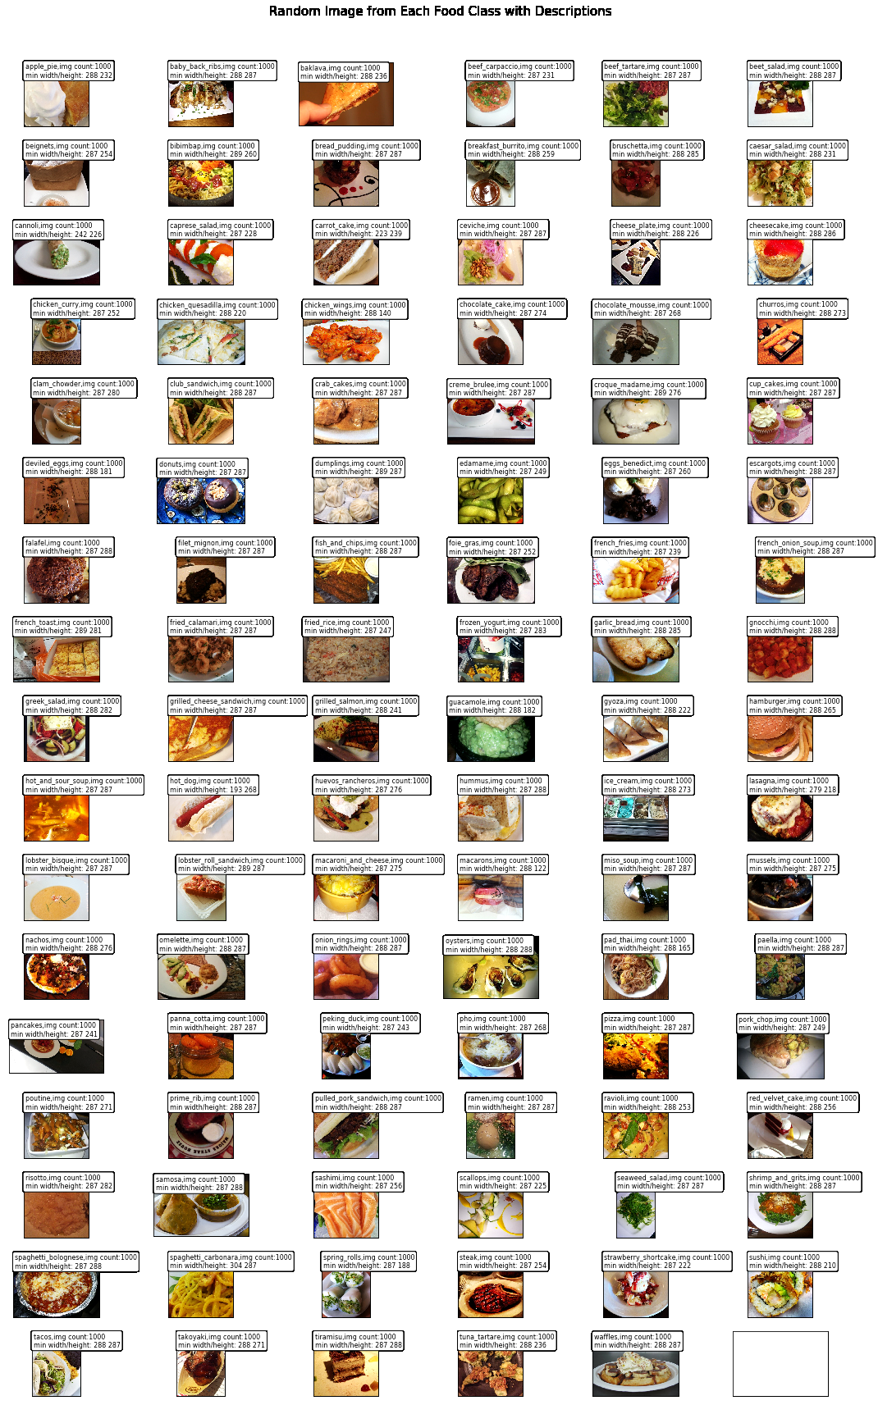 Random Image from Each Food Class with Descriptions
apple_pie,img count:1000
min width/height: 288 232
baby_back_ribs,img count:1000
min width/height: 288 287
baklava,img count:1000
min width/height: 288 236
beef_carpaccio,img count:1000
min width/height: 287 231
beef_tartare,img count:1000
min width/height: 287 287
beet_salad,img count:1000
min width/height: 288 287
beignets,img count:1000
min width/height: 287 254
bibimbap,img count:1000
min width/height: 289 260
bread_pudding,img count:1000
min width/height: 287 287
breakfast_burrito,img count:1000
min width/height: 288 259
bruschetta,img count:1000
min width/height: 288 285
caesar_salad,img count:1000
min width/height: 288 231
cannoli,img count:1000
min width/height: 242 226
caprese_salad,img count:1000
min width/height: 287 228
carrot_cake,img count:1000
min width/height: 223 239
ceviche,img count:1000
min width/height: 287 287
cheese_plate,img count:1000
min width/height: 288 226
cheesecake,img count:1000
min width/height: 288 286
chicken_curry,img count:1000
min width/height: 287 252
chicken_quesadilla,img count:1000
min width/height: 288 220
chicken_wings,img count:1000
min width/height: 288 140
chocolate_cake,img count:1000
min width/height: 287 274
chocolate_mousse,img count:1000
min width/height: 287 268
churros,img count:1000
min width/height: 288 273
clam_chowder,img count:1000
min width/height: 287 280
club_sandwich,img count:1000
min width/height: 288 287
crab_cakes,img count:1000
min width/height: 287 287
creme_brulee,img count:1000
min width/height: 287 287
croque_madame,img count:1000
min width/height: 289 276
cup_cakes,img count:1000
min width/height: 287 287
deviled_eggs,img count:1000
min width/height: 288 181
donuts,img count:1000
min width/height: 287 287
dumplings,img count:1000
min width/height: 289 287
edamame,img count:1000
min width/height: 287 249
eggs_benedict,img count:1000
min width/height: 287 260
escargots,img count:1000
min width/height: 288 287
falafel,img count:1000
min width/height: 287 288
filet_mignon,img count:1000
min width/height: 287 287
fish_and_chips,img count:1000
min width/height: 288 287
foie_gras,img count:1000
min width/height: 287 252
french_fries,img count:1000
min width/height: 287 239
french_onion_soup,img count:1000
min width/height: 288 287
french_toast,img count:1000
min width/height: 289 281
fried_calamari,img count:1000
min width/height: 287 287
fried_rice,img count:1000
min width/height: 287 247
frozen_yogurt,img count:1000
min width/height: 287 283
garlic_bread,img count:1000
min width/height: 288 285
gnocchi,img count:1000
min width/height: 288 288
greek_salad,img count:1000
min width/height: 288 282
grilled_cheese_sandwich,img count:1000
min width/height: 287 287
grilled_salmon,img count:1000
min width/height: 288 241
guacamole,img count:1000
min width/height: 288 182
gyoza,img count:1000
min width/height: 288 222
hamburger,img count:1000
min width/height: 288 265
hot_and_sour_soup,img count:1000
min width/height: 287 287
hot_dog,img count:1000
min width/height: 193 268
huevos_rancheros,img count:1000
min width/height: 287 276
hummus,img count:1000
min width/height: 287 288
ice_cream,img count:1000
min width/height: 288 273
lasagna,img count:1000
min width/height: 279 218
lobster_bisque,img count:1000
min width/height: 287 287
lobster_roll_sandwich,img count:1000
min width/height: 289 287
macaroni_and_cheese,img count:1000
min width/height: 287 275
macarons,img count:1000
min width/height: 288 122
miso_soup,img count:1000
min width/height: 287 287
mussels,img count:1000
min width/height: 287 275
nachos,img count:1000
min width/height: 288 276
omelette,img count:1000
min width/height: 288 287
onion_rings,img count:1000
min width/height: 288 287
oysters,img count:1000
min width/height: 288 288
pad_thai,img count:1000
min width/height: 288 165
paella,img count:1000
min width/height: 288 287
pancakes,img count:1000
min width/height: 287 241
panna_cotta,img count:1000
min width/height: 287 287
peking_duck,img count:1000
min width/height: 287 243
pho,img count:1000
min width/height: 287 268
pizza,img count:1000
min width/height: 287 287
pork_chop,img count:1000
min width/height: 287 249
poutine,img count:1000
min width/height: 287 271
prime_rib,img count:1000
min width/height: 288 287
pulled_pork_sandwich,img count:1000
min width/height: 288 287
ramen,img count:1000
min width/height: 287 287
ravioli,img count:1000
min width/height: 288 253
red_velvet_cake,img count:1000
min width/height: 288 256
risotto,img count:1000
min width/height: 287 282
samosa,img count:1000
min width/height: 287 288
sashimi,img count:1000
min width/height: 287 256
scallops,img count:1000
min width/height: 287 225
seaweed_salad,img count:1000
min width/height: 287 287
shrimp_and_grits,img count:1000
min width/height: 288 287
spaghetti_bolognese,img count:1000
min width/height: 287 288
spaghetti_carbonara,img count:1000
min width/height: 304 287
spring_rolls,img count:1000
min width/height: 287 188
steak,img count:1000
min width/height: 287 254
strawberry_shortcake,img count:1000
min width/height: 287 222
sushi,img count:1000
min width/height: 288 210
tacos,img count:1000
min width/height: 288 287
takoyaki,img count:1000
min width/height: 288 271
tiramisu,img count:1000
min width/height: 287 288
tuna_tartare,img count:1000
min width/height: 288 236
waffles,img count:1000
min width/height: 288 287